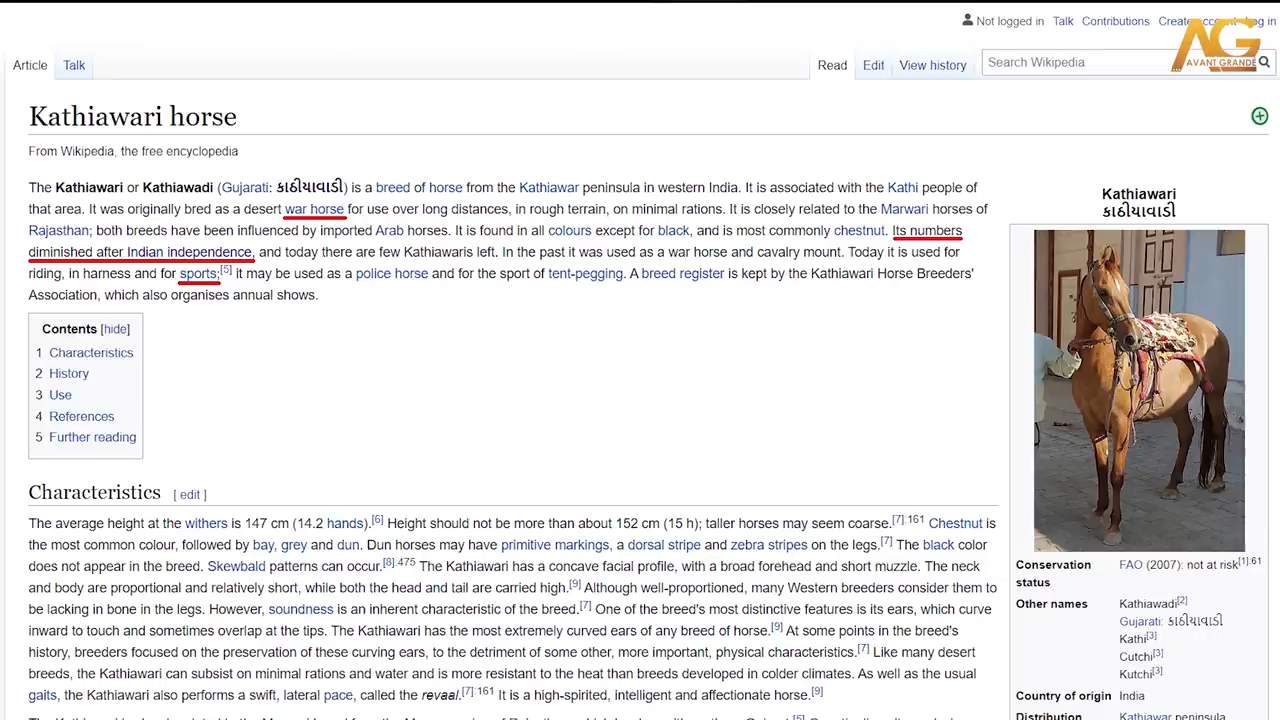 Not logged in Talk Contributions Create account Log in
AG
AVANT GRANDE
Article Talk Read Edit View history Search Wikipedia
Kathiawari horse
From Wikipedia, the free encyclopedia
The Kathiawari or Kathiawadi (Gujarati: કાઠીયાવાડી) is a breed of horse from the Kathiawar peninsula in western India. It is associated with the Kathi people of
that area. It was originally bred as a desert war horse for use over long distances, in rough terrain, on minimal rations. It is closely related to the Marwari horses of
Rajasthan; both breeds have been influenced by imported Arab horses. It is found in all colours except for black, and is most commonly chestnut. Its numbers
diminished after Indian independence, and today there are few Kathiawaris left. In the past it was used as a war horse and cavalry mount. Today it is used for
riding, in harness and for sports;[5] it may be used as a police horse and for the sport of tent-pegging. A breed register is kept by the Kathiawari Horse Breeders'
Association, which also organises annual shows.
Contents [hide]
1 Characteristics
2 History
3 Use
4 References
5 Further reading
Characteristics [ edit ]
The average height at the withers is 147 cm (14.2 hands).[6] Height should not be more than about 152 cm (15 h); taller horses may seem coarse.[7]:161 Chestnut is
the most common colour, followed by bay, grey and dun. Dun horses may have primitive markings, a dorsal stripe and zebra stripes on the legs.[7] The black color
does not appear in the breed. Skewbald patterns can occur.[8]:475 The Kathiawari has a concave facial profile, with a broad forehead and short muzzle. The neck
and body are proportional and relatively short, while both the head and tail are carried high.[9] Although well-proportioned, many Western breeders consider them to
be lacking in bone in the legs. However, soundness is an inherent characteristic of the breed.[7] One of the breed's most distinctive features is its ears, which curve
inward to touch and sometimes overlap at the tips. The Kathiawari has the most extremely curved ears of any breed of horse.[9] At some points in the breed's
history, breeders focused on the preservation of these curving ears, to the detriment of some other, more important, physical characteristics.[7] Like many desert
breeds, the Kathiawari can subsist on minimal rations and water and is more resistant to the heat than breeds developed in colder climates. As well as the usual
gaits, the Kathiawari also performs a swift, lateral pace, called the revaal.[7]:161 It is a high-spirited, intelligent and affectionate horse.[9]
Kathiawari
કાઠીયાવાડી
Conservation status FAO (2007): not at risk[1]:61
Other names Kathiawadi[2]
Gujarati: કાઠીયાવાડી
Kathi[3]
Cutchi[3]
Kutchi[3]
Country of origin India
Distribution Kathiawar peninsula